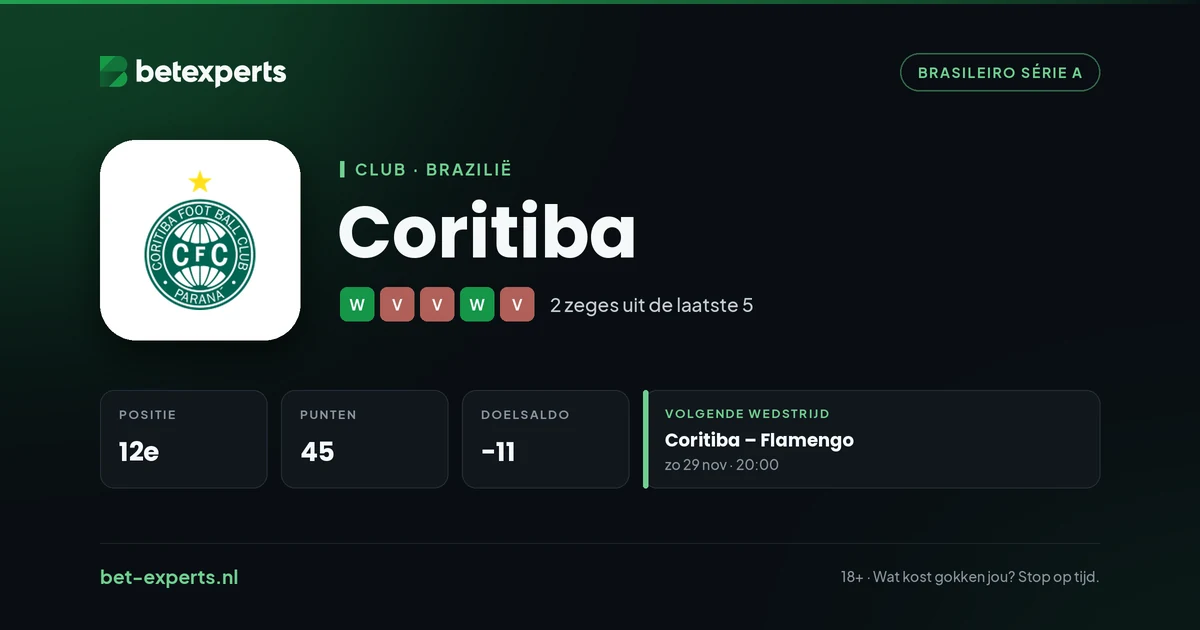 betexperts
BRASILEIRO SÉRIE A
CORITIBA FOOT BALL CLUB
CFC
PARANÁ
CLUB · BRAZILIË
Coritiba
W V V W V 2 zeges uit de laatste 5
POSITIE
12e
PUNTEN
45
DOELSALDO
-11
VOLGENDE WEDSTRIJD
Coritiba – Flamengo
zo 29 nov · 20:00
bet-experts.nl
18+ · Wat kost gokken jou? Stop op tijd.